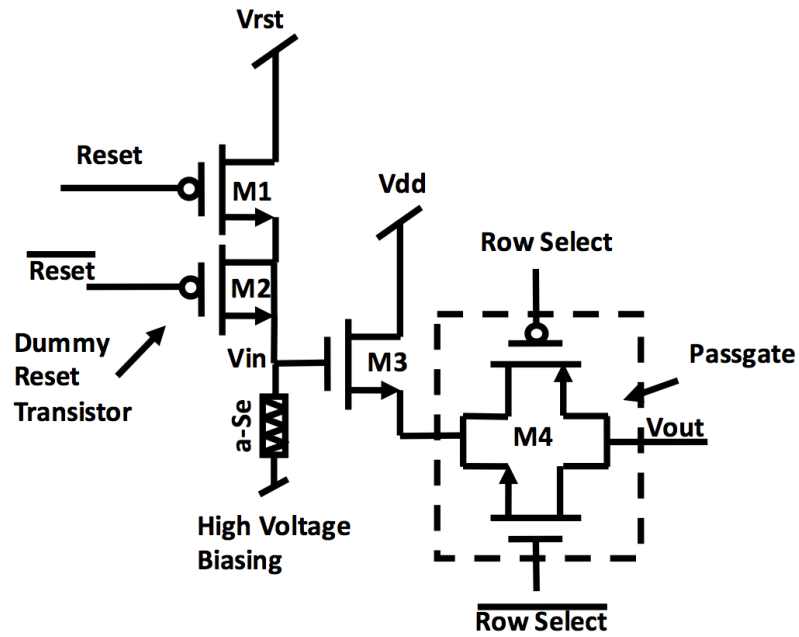 Vrst
Reset
M1
Vdd
Row Select
Reset
M2
Dummy
Reset
Transistor
Vin
M3
Passgate
a-Se
M4
Vout
High Voltage
Biasing
Row Select